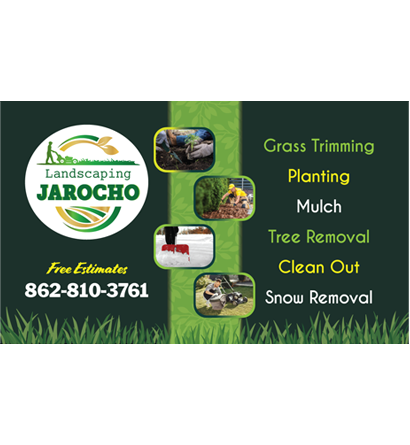 Landscaping
JAROCHO
Free Estimates
862-810-3761
Grass Trimming
Planting
Mulch
Tree Removal
Clean Out
Snow Removal